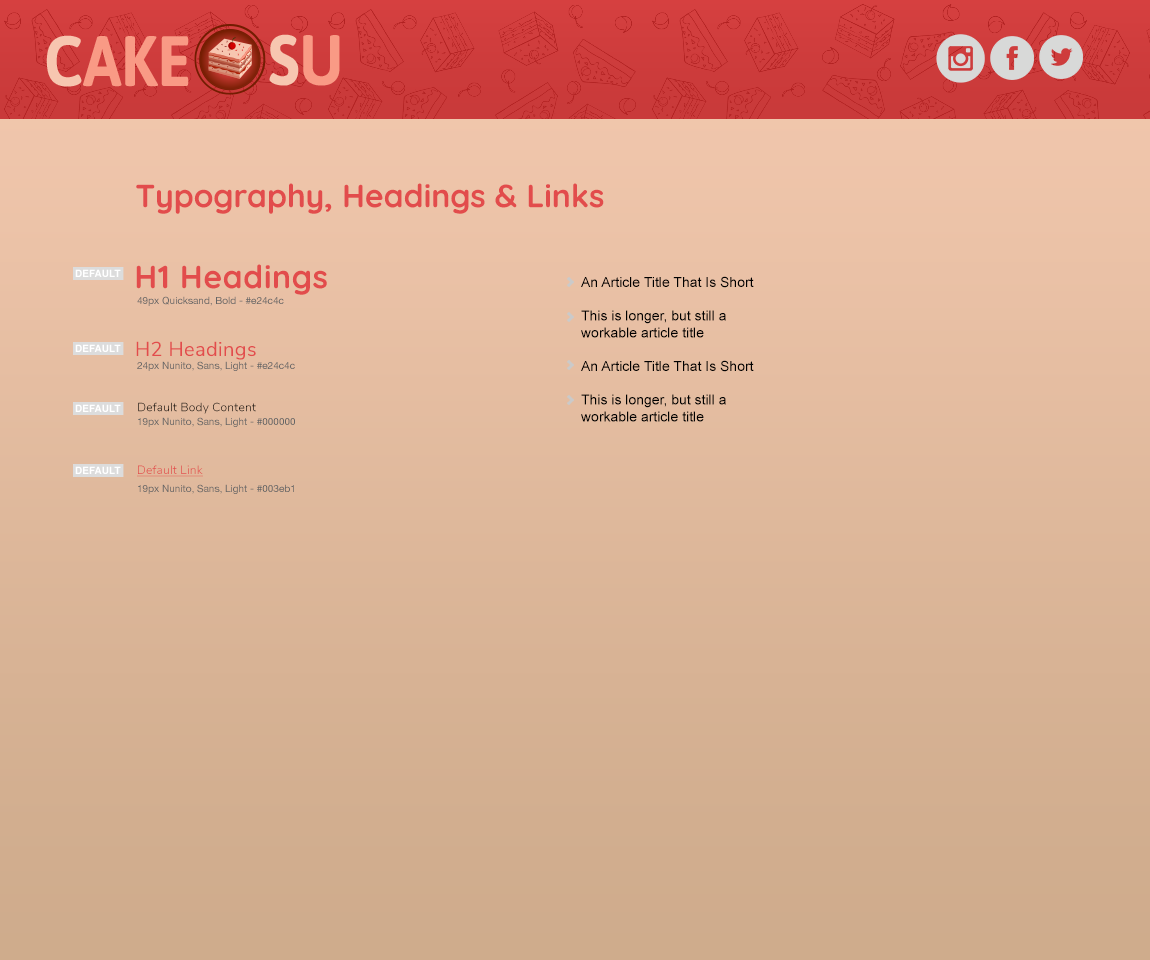 CAKE SU
Typography, Headings & Links
DEFAULT
H1 Headings
49px Quicksand, Bold - #e24c4c
DEFAULT
H2 Headings
24px Nunito, Sans, Light - #e24c4c
DEFAULT
Default Body Content
19px Nunito, Sans, Light - #000000
DEFAULT
Default Link
19px Nunito, Sans, Light - #003eb1
An Article Title That Is Short
This is longer, but still a
workable article title
An Article Title That Is Short
This is longer, but still a
workable article title